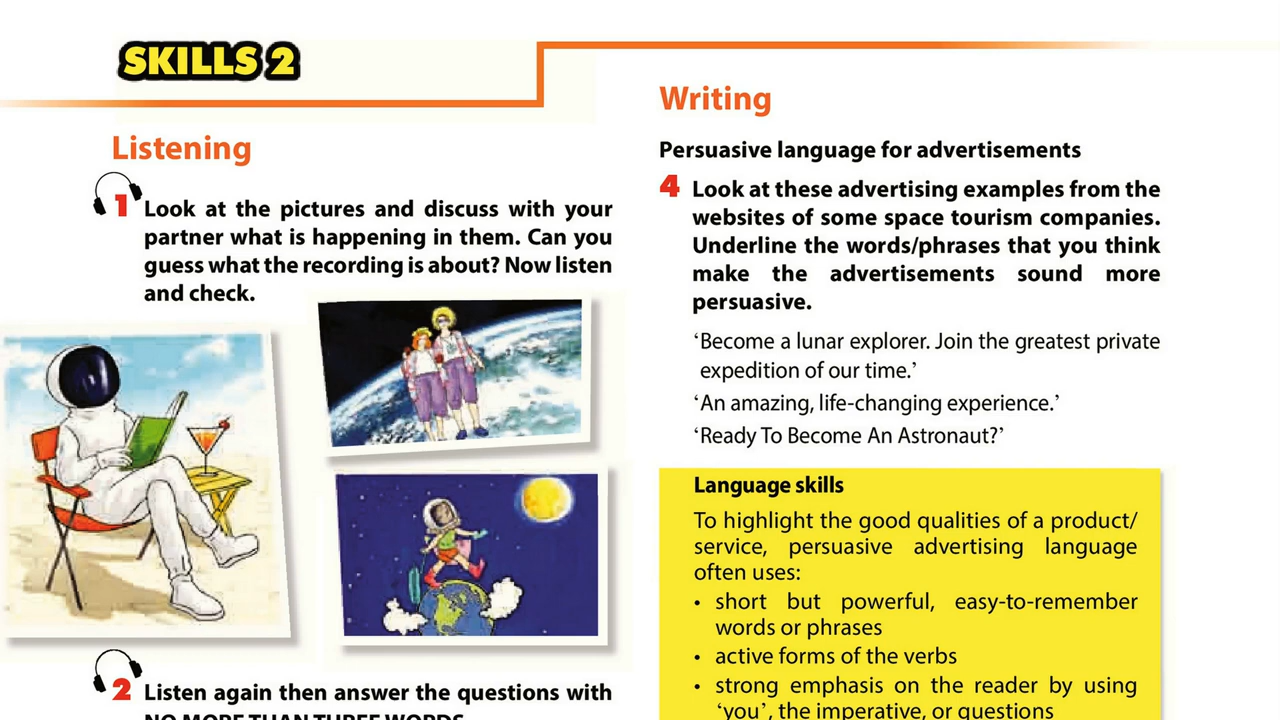 SKILLS 2
Listening
1 Look at the pictures and discuss with your
partner what is happening in them. Can you
guess what the recording is about? Now listen
and check.
2 Listen again then answer the questions with
NO MORE THAN THREE WORDS
Writing
Persuasive language for advertisements
4 Look at these advertising examples from the
websites of some space tourism companies.
Underline the words/phrases that you think
make the advertisements sound more
persuasive.
‘Become a lunar explorer. Join the greatest private
expedition of our time.’
‘An amazing, life-changing experience.’
‘Ready To Become An Astronaut?’
Language skills
To highlight the good qualities of a product/
service, persuasive advertising language
often uses:
• short but powerful, easy-to-remember
words or phrases
• active forms of the verbs
• strong emphasis on the reader by using
‘you’, the imperative, or questions